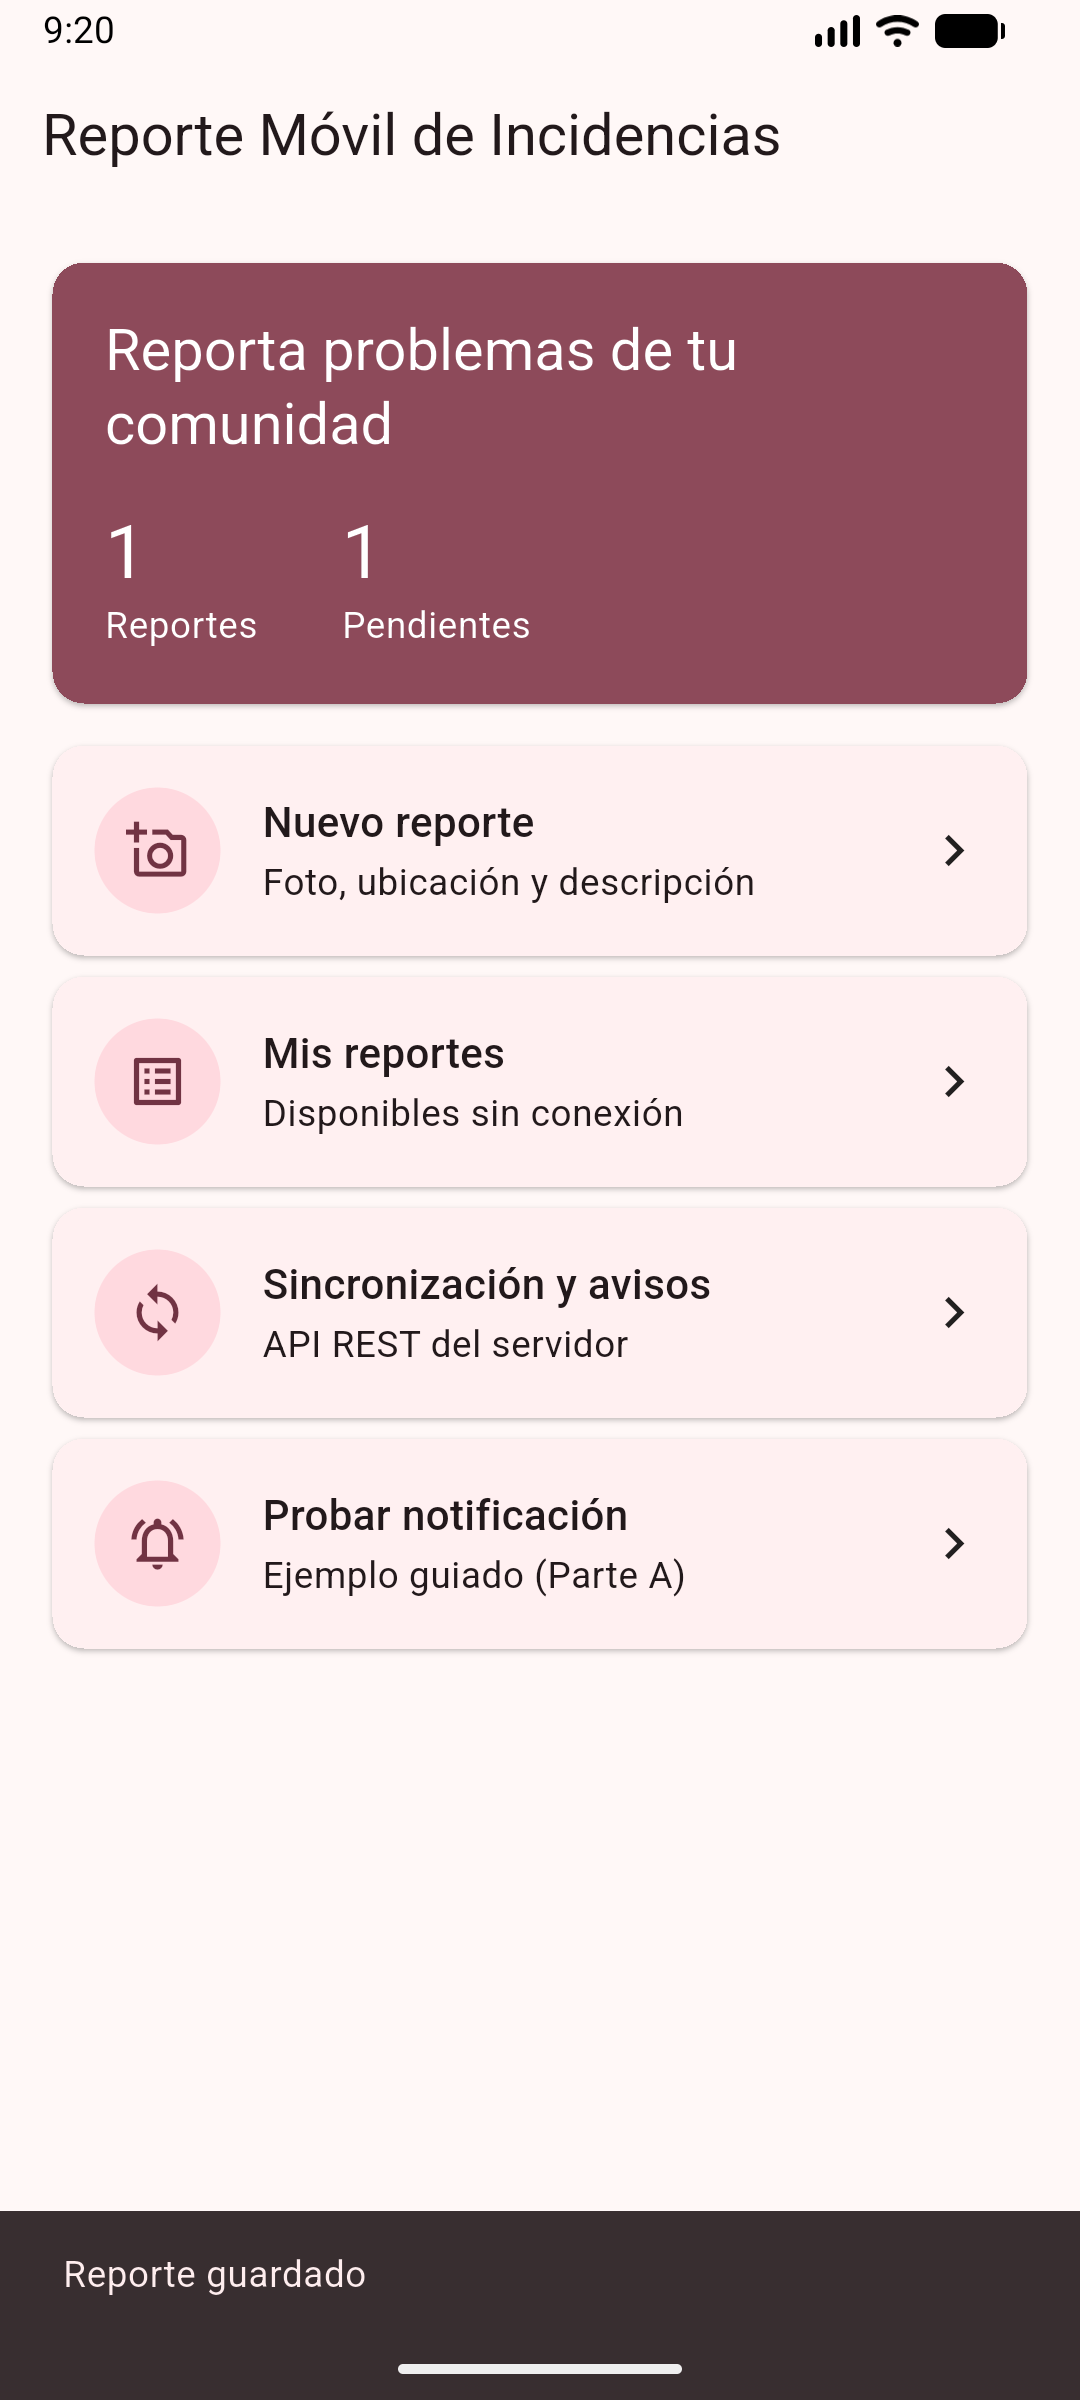 9:20
Reporte Móvil de Incidencias
Reporta problemas de tu
comunidad
1 1
Reportes Pendientes
Nuevo reporte
Foto, ubicación y descripción
Mis reportes
Disponibles sin conexión
Sincronización y avisos
API REST del servidor
Probar notificación
Ejemplo guiado (Parte A)
Reporte guardado